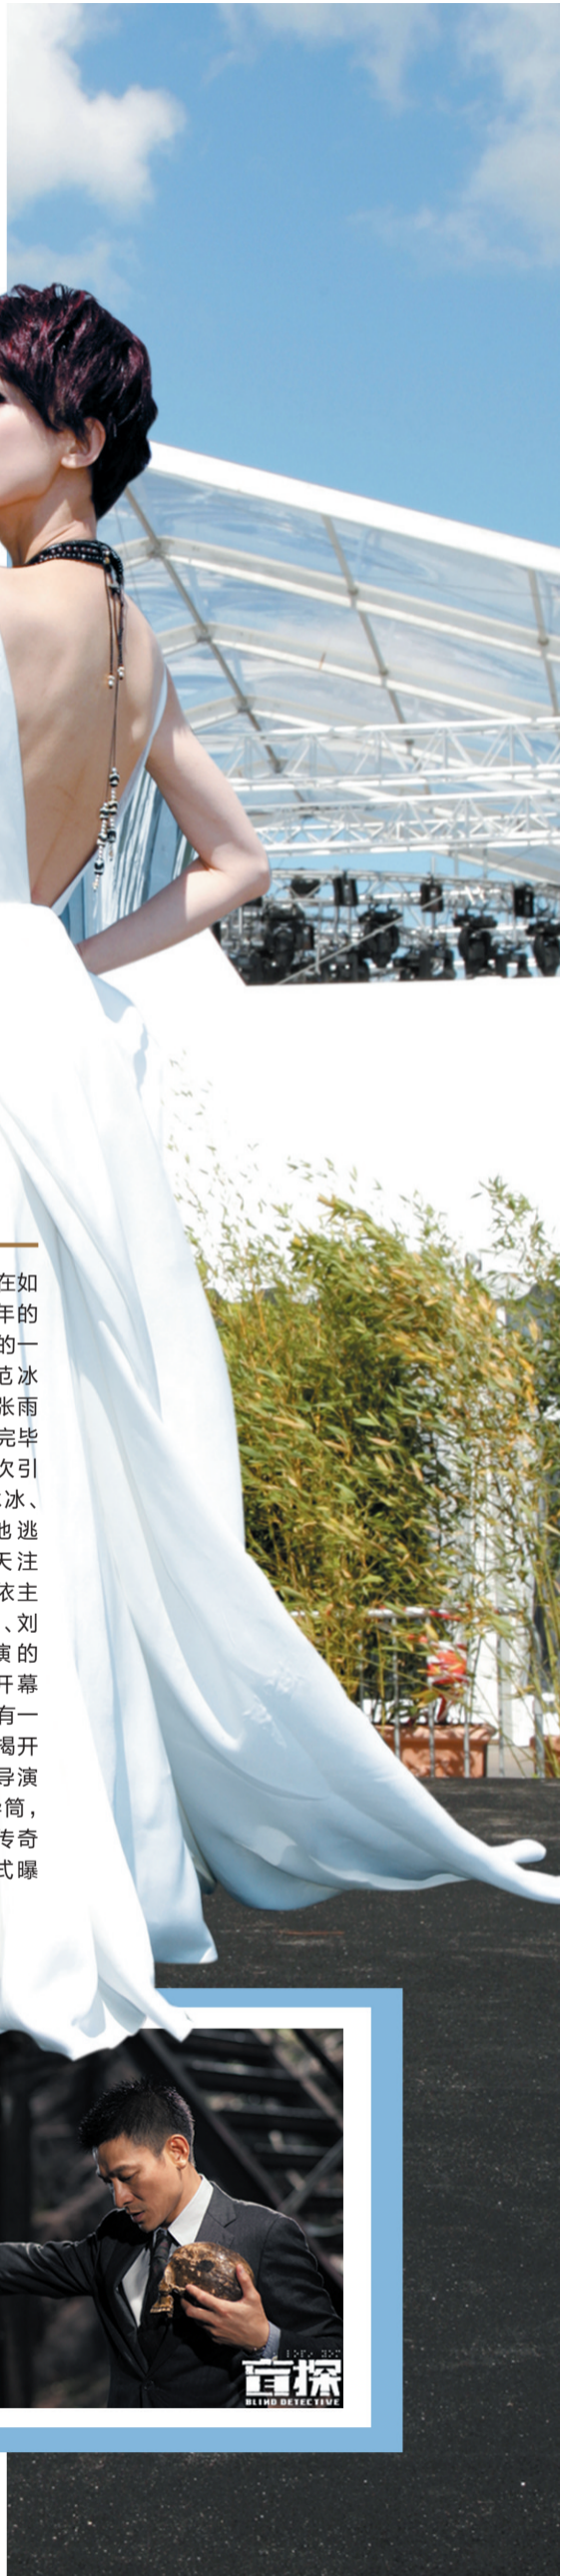 在如
年的
的一
范冰
张雨
完毕
次引
冰、
地逃
天注
依主
、刘
演的
开幕
有一
揭开
导演
筒，
传奇
式曝
盲探
BLIND DETECTIVE